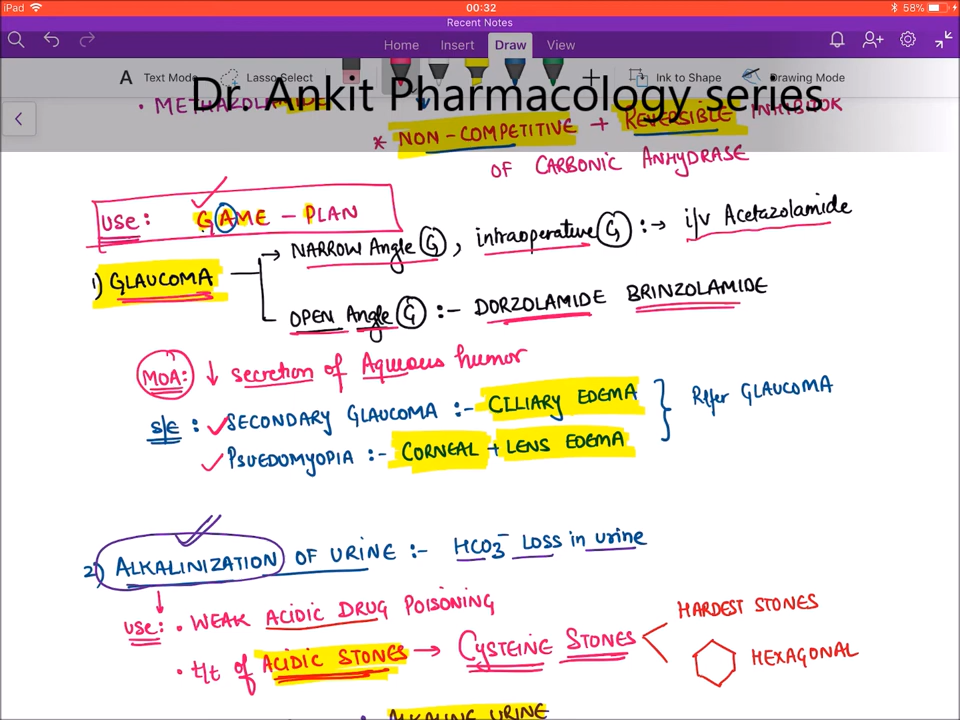 iPad 00:32 58%
Recent Notes
Home Insert Draw View
Text Mode Lasso Select Ink to Shape Drawing Mode
Dr. Ankit Pharmacology series
• METHAZOLAMIDE
* NON-COMPETITIVE + REVERSIBLE INHIBITOR
OF CARBONIC ANHYDRASE
USE: GAME - PLAN
1) GLAUCOMA
→ NARROW Angle G, intraoperative G :→ i/v Acetazolamide
OPEN Angle G :- DORZOLAMIDE BRINZOLAMIDE
MOA: ↓ secretion of Aqueous humor
S/E : SECONDARY GLAUCOMA :- CILIARY EDEMA
PSUEDOMYOPIA :- CORNEAL + LENS EDEMA
Refer GLAUCOMA
2) ALKALINIZATION OF URINE :- HCO3- Loss in urine
USE: • WEAK ACIDIC DRUG POISONING
• t/t of ACIDIC STONES → CYSTEINE STONES
HARDEST STONES
HEXAGONAL
ALKALINE URINE